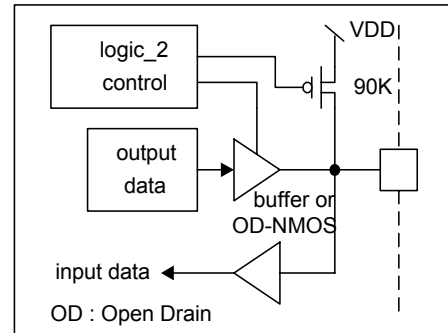 VDD
logic_2
control
90K
output
data
buffer or
OD-NMOS
input data
OD : Open Drain